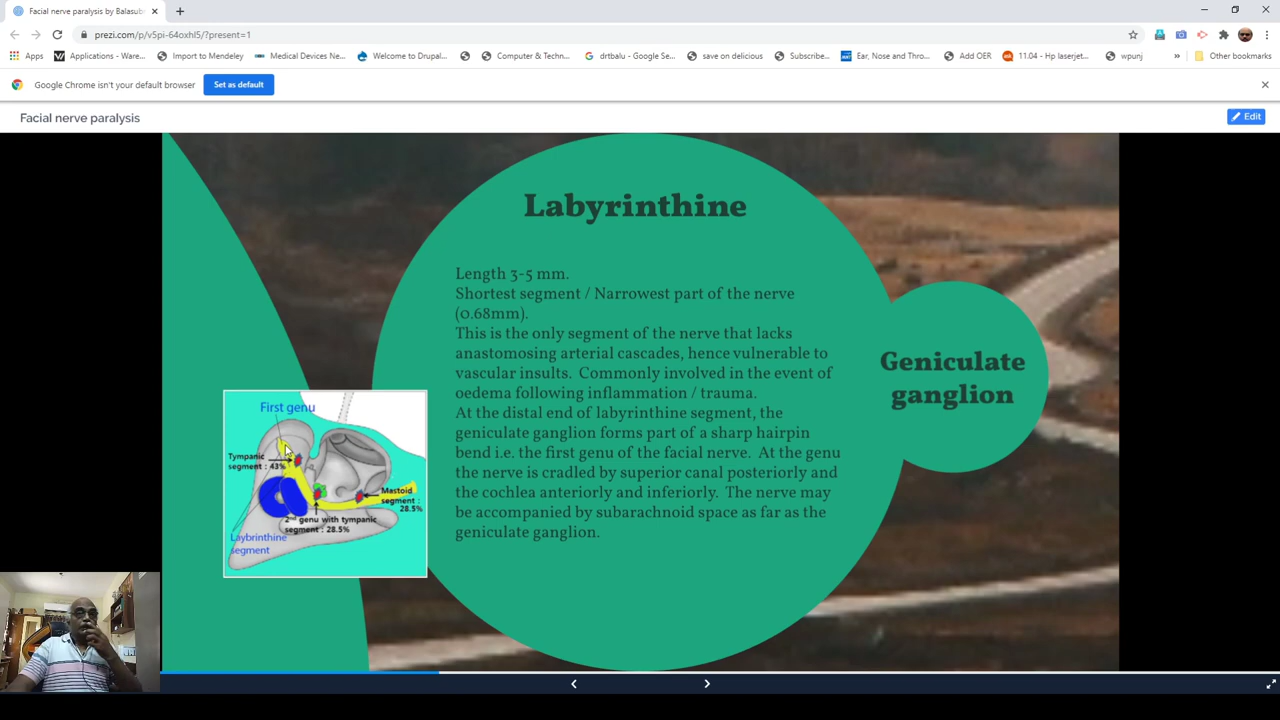 Facial nerve paralysis by Balasub
prezi.com/p/v5pi-64oxhl5/?present=1
Apps
Applications - Ware...
Import to Mendeley
Medical Devices Ne...
Welcome to Drupal...
Computer & Techn...
drtbalu - Google Se...
save on delicious
Subscribe...
Ear, Nose and Thro...
Add OER
11.04 - Hp laserjet...
wpunj
»
Other bookmarks
Google Chrome isn't your default browser
Set as default
Facial nerve paralysis
Edit
Labyrinthine
Length 3-5 mm.
Shortest segment / Narrowest part of the nerve
(0.68mm).
This is the only segment of the nerve that lacks
anastomosing arterial cascades, hence vulnerable to
vascular insults. Commonly involved in the event of
oedema following inflammation / trauma.
At the distal end of labyrinthine segment, the
geniculate ganglion forms part of a sharp hairpin
bend i.e. the first genu of the facial nerve. At the genu
the nerve is cradled by superior canal posteriorly and
the cochlea anteriorly and inferiorly. The nerve may
be accompanied by subarachnoid space as far as the
geniculate ganglion.
Geniculate
ganglion
First genu
Tympanic
segment : 43%
Mastoid
segment :
28.5%
2nd genu with tympanic
segment : 28.5%
Laybrinthine
segment